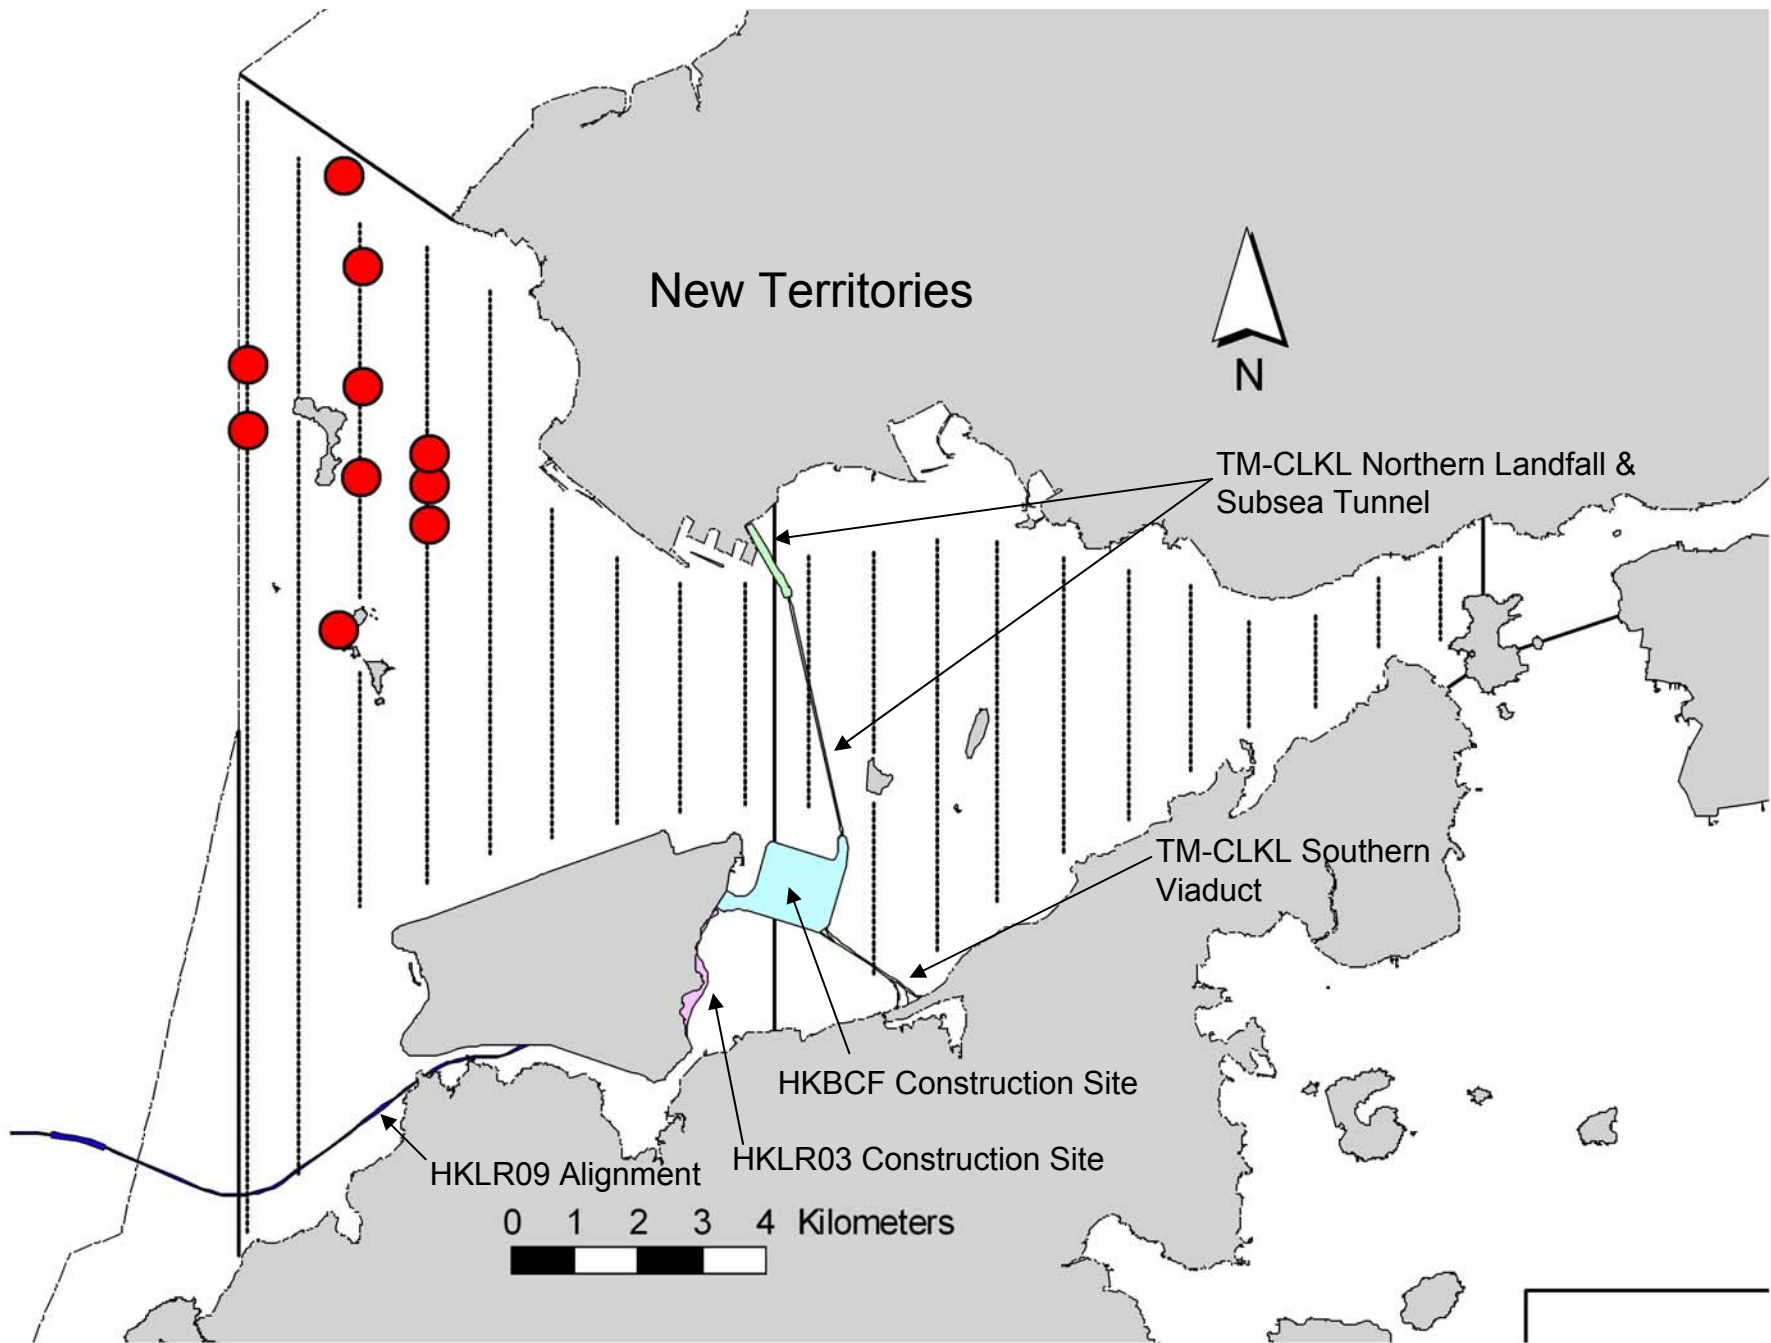 New Territories
N
TM-CLKL Northern Landfall &
Subsea Tunnel
TM-CLKL Southern
Viaduct
HKBCF Construction Site
HKLR03 Construction Site
HKLR09 Alignment
0 1 2 3 4 Kilometers